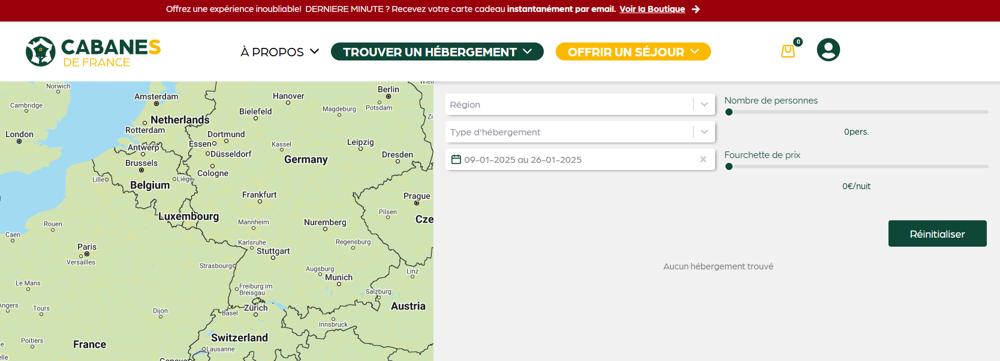 Offrez une expérience inoubliable! DERNIERE MINUTE ? Recevez votre carte cadeau instantanément par email. Voir la Boutique
CABANES
DE FRANCE
À PROPOS
TROUVER UN HÉBERGEMENT
OFFRIR UN SÉJOUR
0
Région
Type d'hébergement
09-01-2025 au 26-01-2025
Nombre de personnes
0pers.
Fourchette de prix
0€/nuit
Réinitialiser
Aucun hébergement trouvé
Norwich
Cambridge
London
Amsterdam
Netherlands
Rotterdam
Antwerp
Brussels
Lille
Liège
Belgium
Luxembourg
Hanover
Berlin
Potsdam
Magdeburg
Bielefeld
Dortmund
Essen
Düsseldorf
Cologne
Kassel
Leipzig
Dresden
Germany
Frankfurt
Prague
Pilsen
Cze
Mannheim
Nuremberg
Karlsruhe
Stuttgart
Regensburg
Strasbourg
Augsburg
Munich
Linz
Salzburg
Freiburg im
Breisgau
Zürich
Basel
Austria
Innsbruck
Switzerland
Lausanne
Rouen
Caen
Paris
Versailles
Le Mans
Angers
Tours
Dijon
Poitiers
France